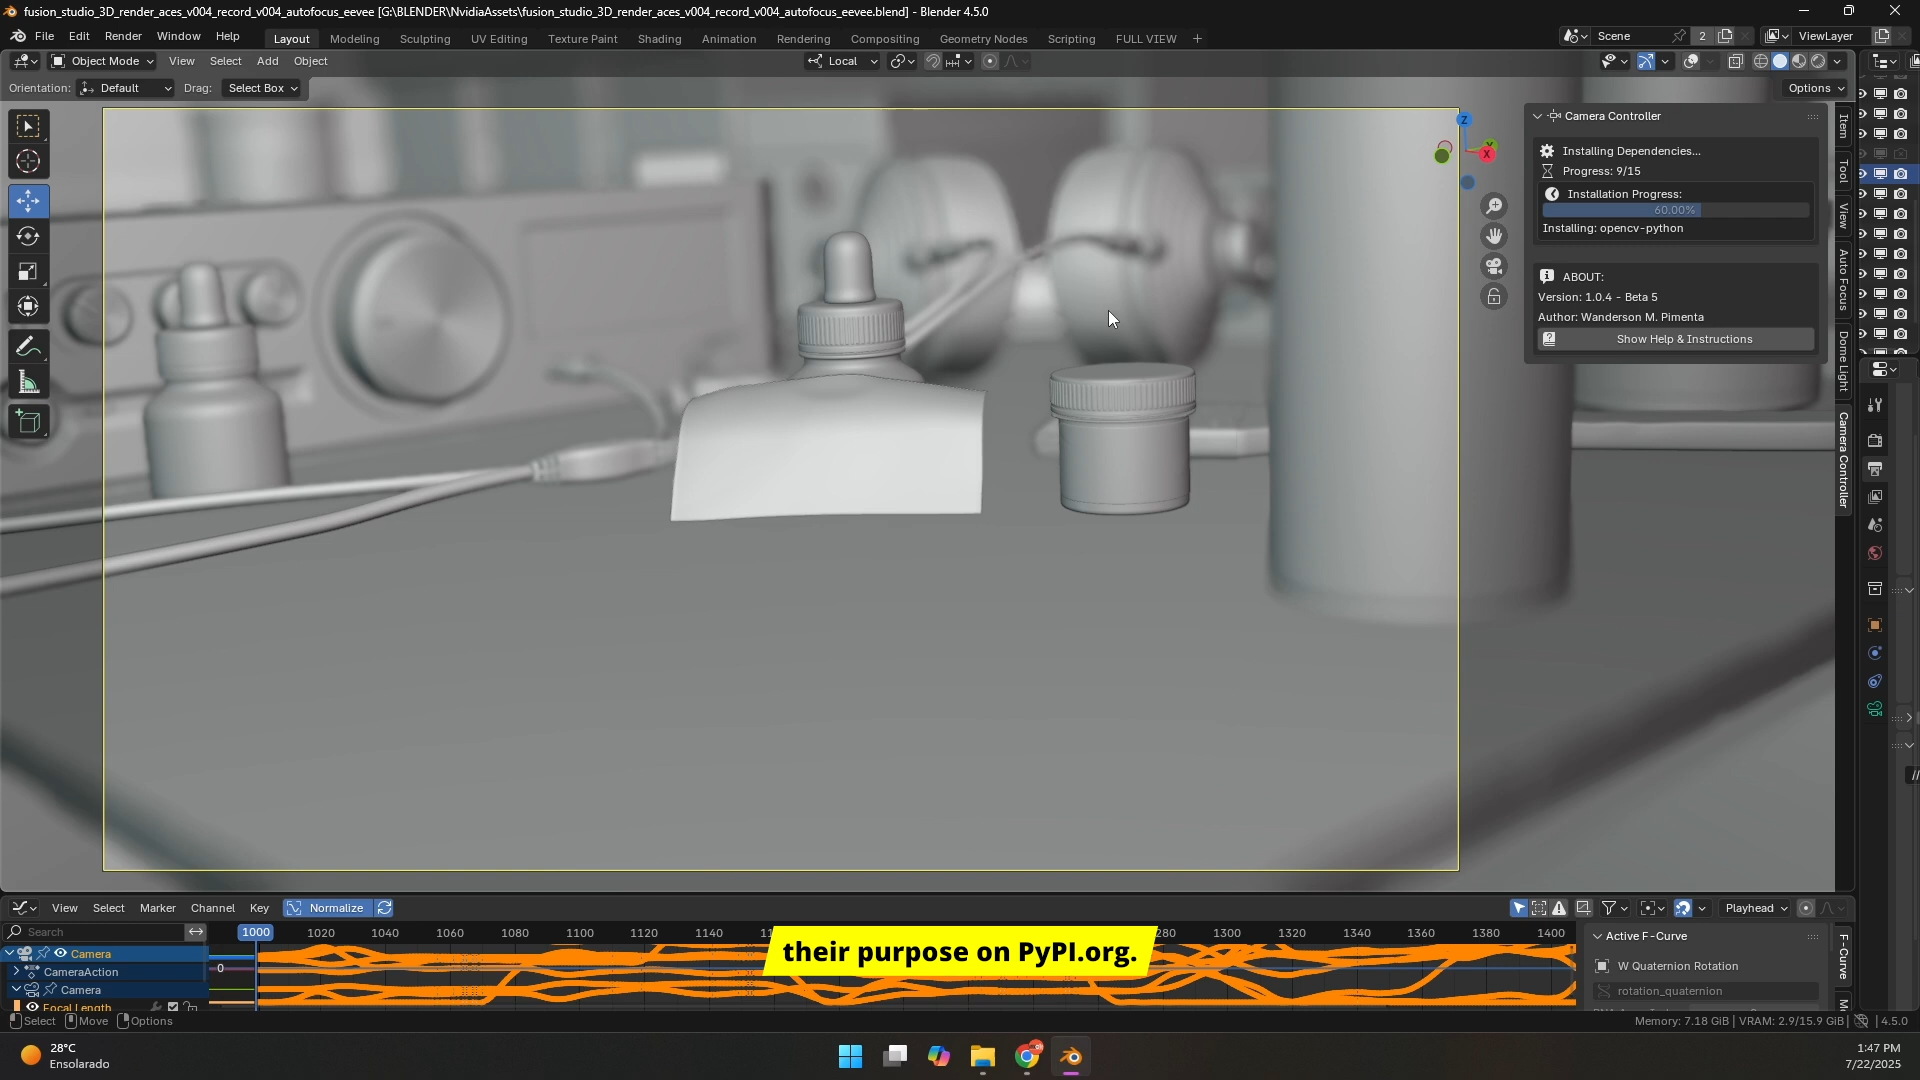 fusion_studio_3D_render_aces_v004_record_v004_autofocus_eevee [G:\BLENDER\NvidiaAssets\fusion_studio_3D_render_aces_v004_record_v004_autofocus_eevee.blend] - Blender 4.5.0
File Edit Render Window Help Layout Modeling Sculpting UV Editing Texture Paint Shading Animation Rendering Compositing Geometry Nodes Scripting FULL VIEW + Scene 2 ViewLayer
Object Mode View Select Add Object Local
Orientation: Default Drag: Select Box Options
Camera Controller
Z
Y
X
Installing Dependencies...
Progress: 9/15
Installation Progress:
60.00%
Installing: opencv-python
ABOUT:
Version: 1.0.4 - Beta 5
Author: Wanderson M. Pimenta
Show Help & Instructions
Item
Tool
View
Auto Focus
Dome Light
Camera Controller
View Select Marker Channel Key Normalize Playhead
Search 1000 1020 1040 1060 1080 1100 1120 1140 280 1300 1320 1340 1360 1380 1400 Active F-Curve
their purpose on PyPI.org.
Camera
CameraAction 0 W Quaternion Rotation
Camera rotation_quaternion
Focal Length
F-Curve
Select Move Options Memory: 7.18 GiB | VRAM: 2.9/15.9 GiB | 4.5.0
28°C
Ensolarado
1:47 PM
7/22/2025